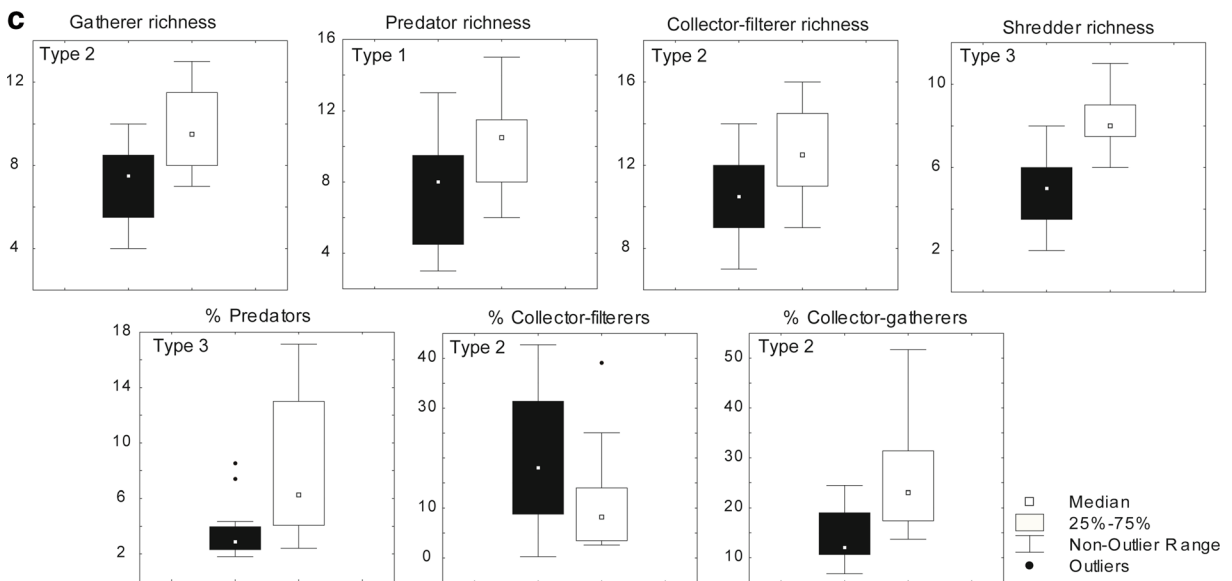 c
Gatherer richness
Type 2
12
8
4
Predator richness
Type 1
16
12
8
4
Collector-filterer richness
Type 2
16
12
8
Shredder richness
Type 3
10
6
2
% Predators
Type 3
18
14
10
6
2
% Collector-filterers
Type 2
40
30
10
0
% Collector-gatherers
Type 2
50
40
30
20
10
Median
25%-75%
Non-Outlier Range
Outliers